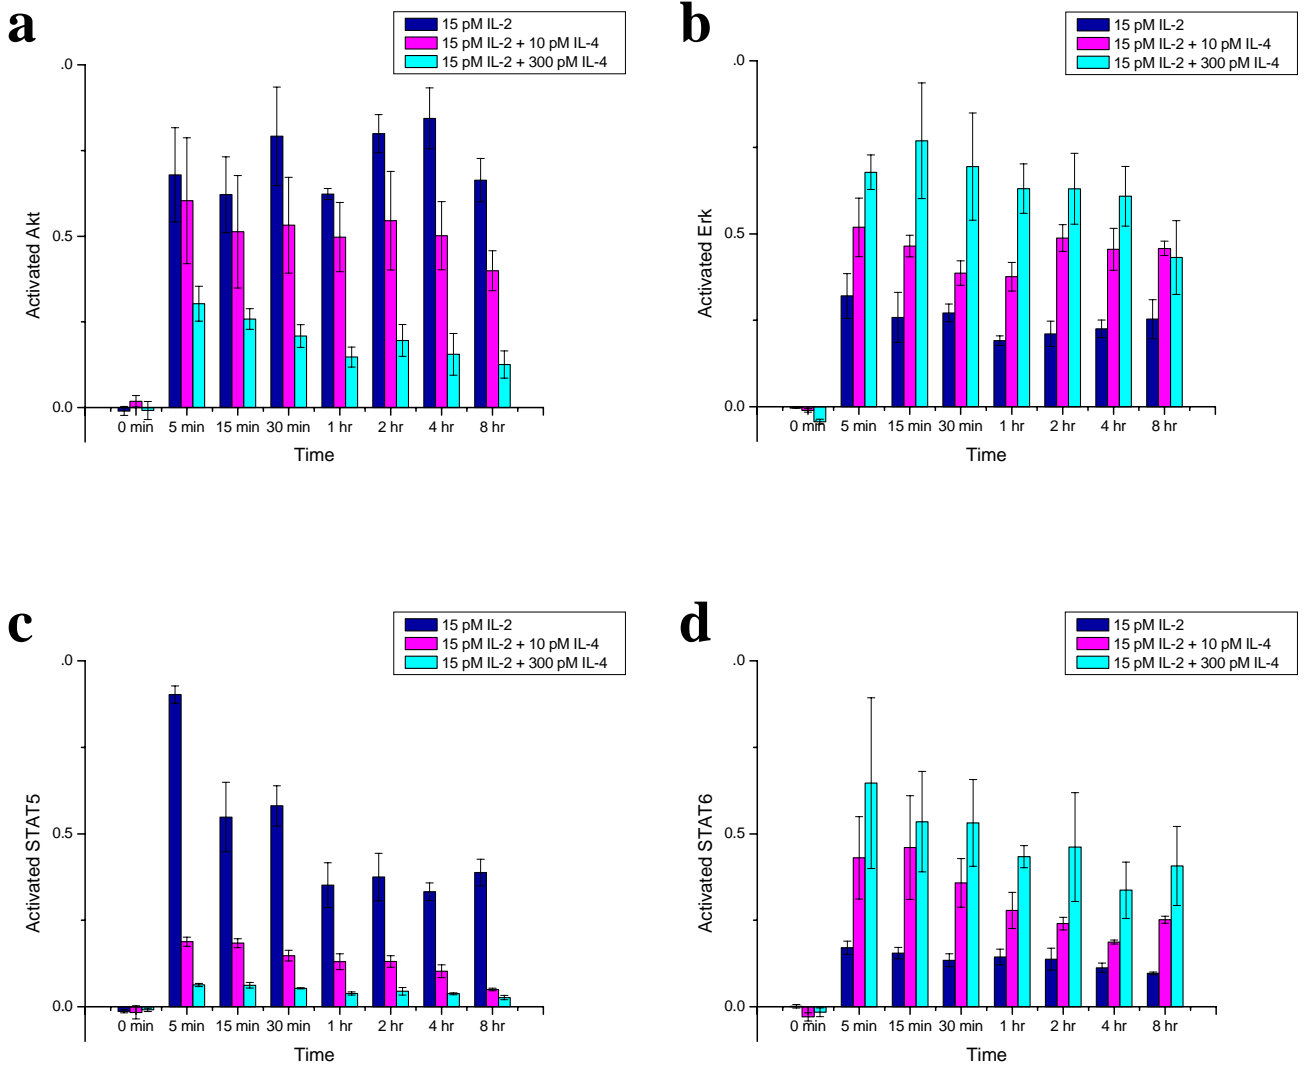 a
15 pM IL-2
15 pM IL-2 + 10 pM IL-4
15 pM IL-2 + 300 pM IL-4
.0
0.5
0.0
Activated Akt
0 min 5 min 15 min 30 min 1 hr 2 hr 4 hr 8 hr
Time
b
15 pM IL-2
15 pM IL-2 + 10 pM IL-4
15 pM IL-2 + 300 pM IL-4
.0
0.5
0.0
Activated Erk
0 min 5 min 15 min 30 min 1 hr 2 hr 4 hr 8 hr
Time
c
15 pM IL-2
15 pM IL-2 + 10 pM IL-4
15 pM IL-2 + 300 pM IL-4
.0
0.5
0.0
Activated STAT5
0 min 5 min 15 min 30 min 1 hr 2 hr 4 hr 8 hr
Time
d
15 pM IL-2
15 pM IL-2 + 10 pM IL-4
15 pM IL-2 + 300 pM IL-4
.0
0.5
0.0
Activated STAT6
0 min 5 min 15 min 30 min 1 hr 2 hr 4 hr 8 hr
Time